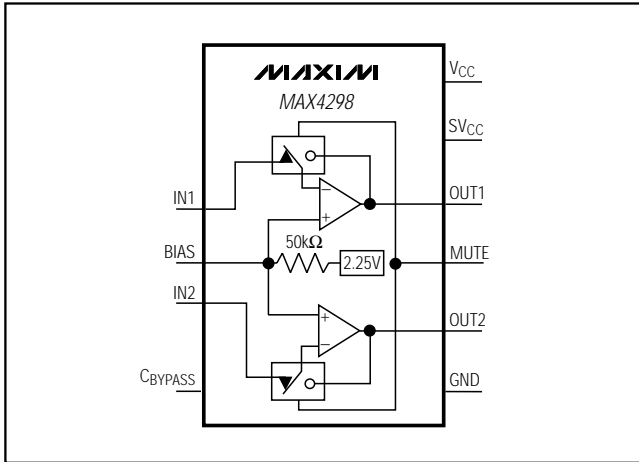 MAXIM
MAX4298
VCC
SVCC
IN1
−
+
OUT1
BIAS
50kΩ
2.25V
MUTE
IN2
+
−
OUT2
CBYPASS
GND